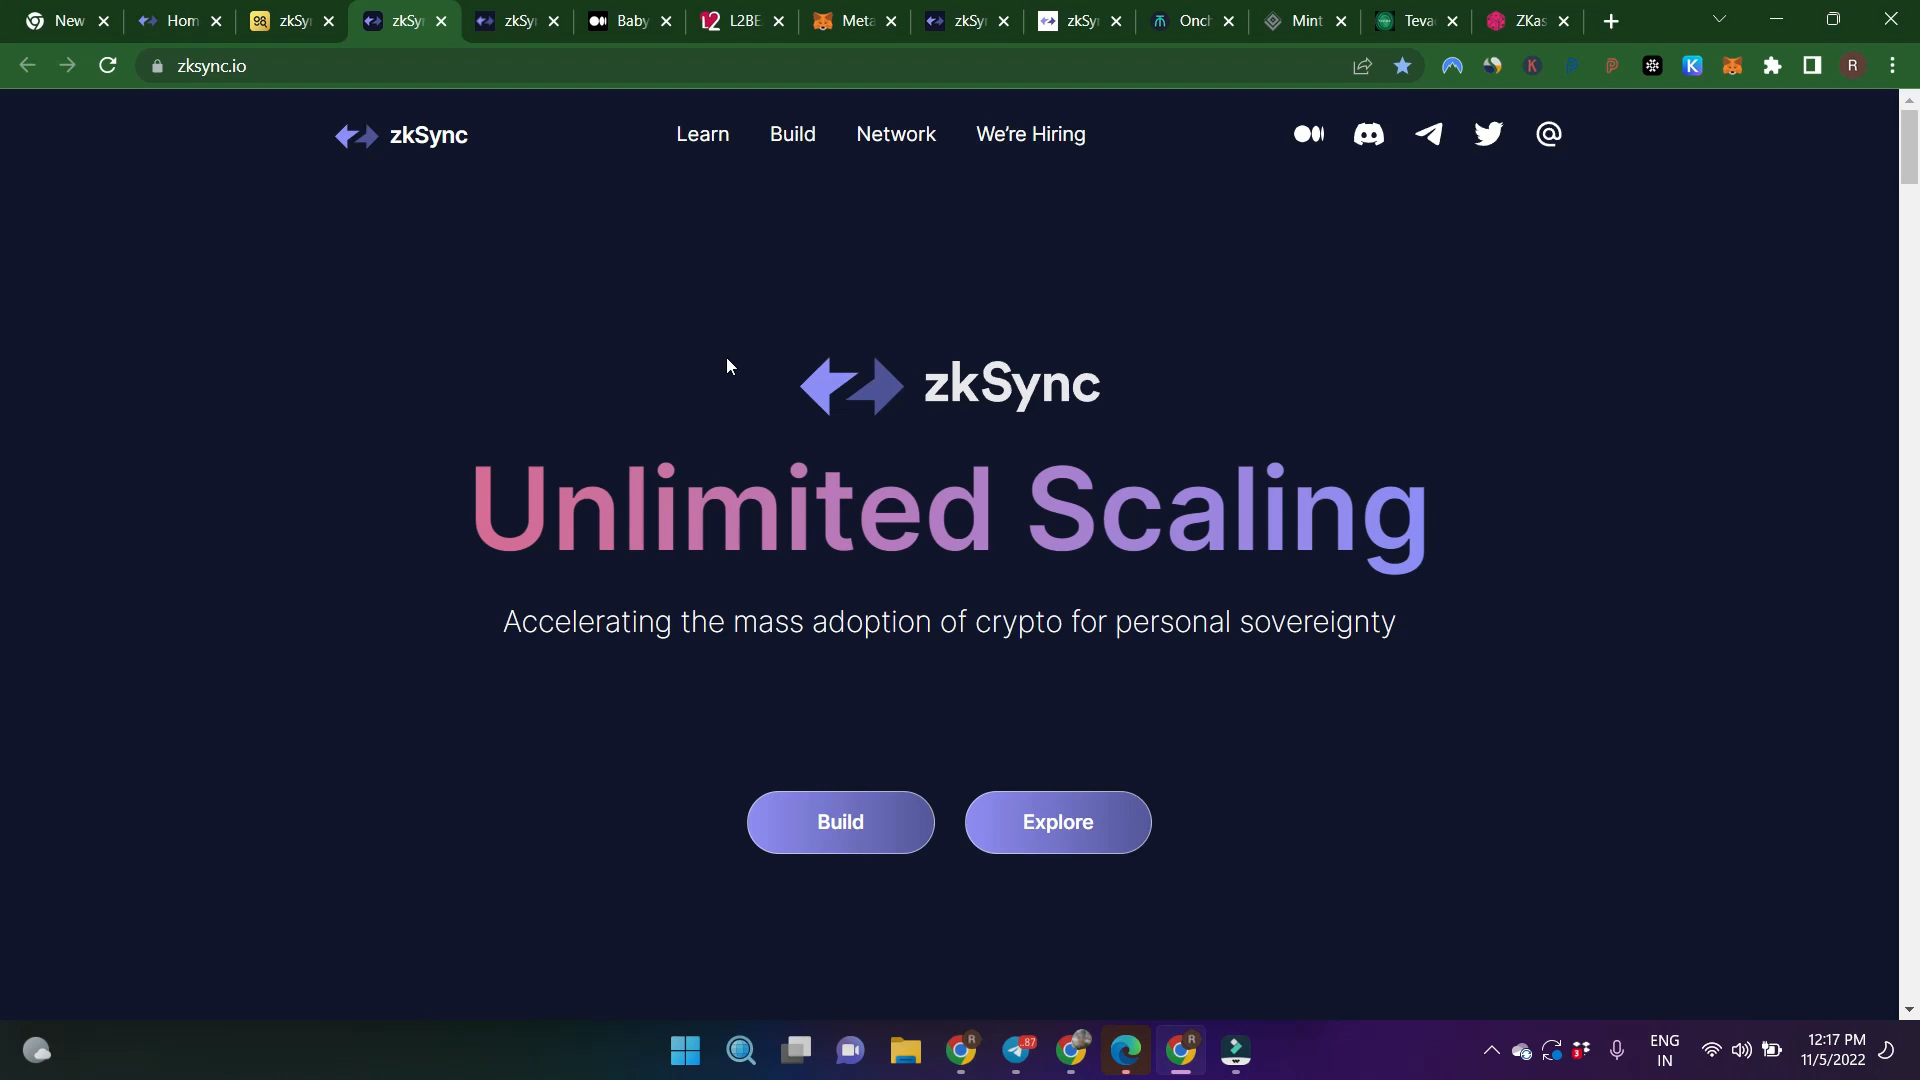 New
Hom
zkSy
zkSy
zkSy
Baby
L2BE
Meta
zkSy
zkSy
Onch
Mint
Teva
ZKas
zksync.io
R
zkSync
Learn
Build
Network
We're Hiring
zkSync
Unlimited Scaling
Accelerating the mass adoption of crypto for personal sovereignty
Build
Explore
87
ENG
IN
12:17 PM
11/5/2022